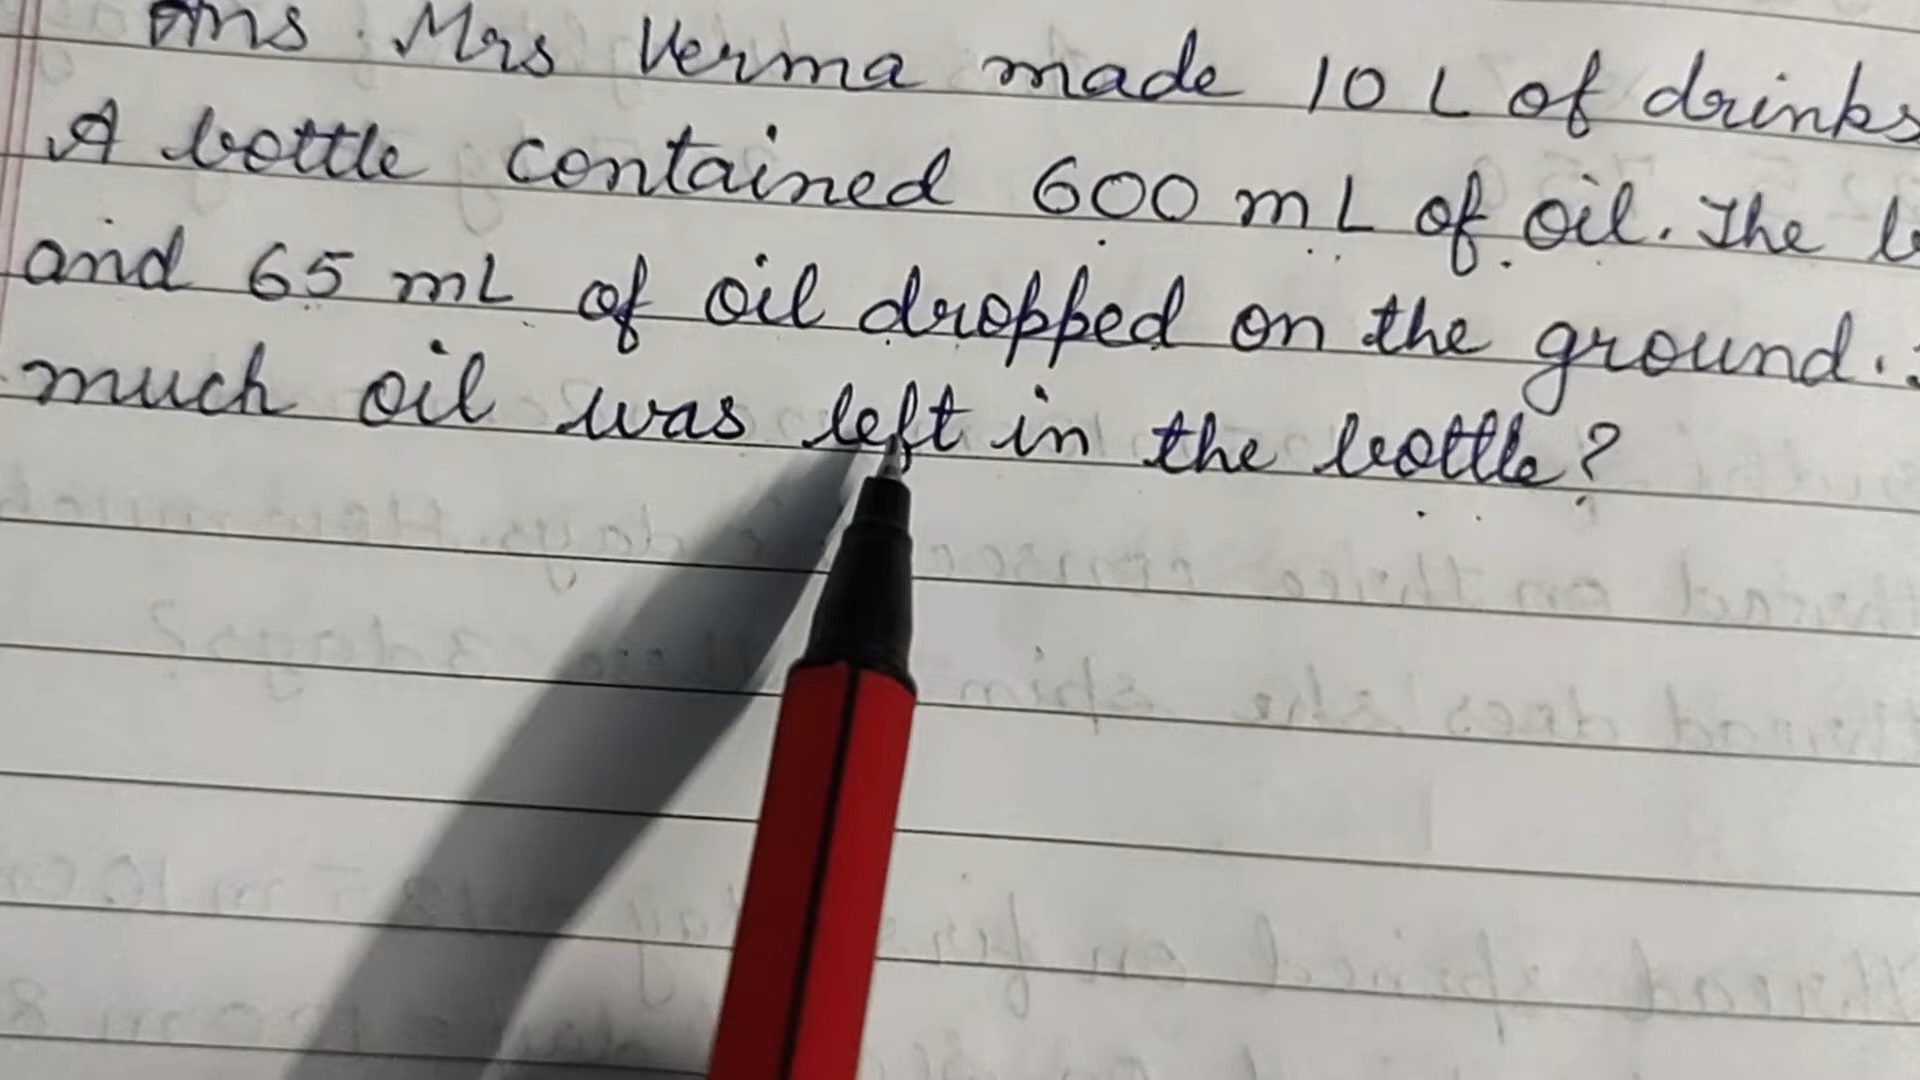 Ans. Mrs Verma made 10 L of drinks
A bottle contained 600 mL of oil. The
and 65 mL of oil dropped on the ground.
much oil was left in the bottle?